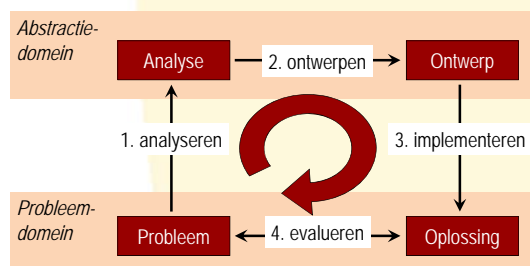 Abstractie-
domein
Analyse
2. ontwerpen
Ontwerp
1. analyseren
3. implementeren
Probleem-
domein
Probleem
4. evalueren
Oplossing